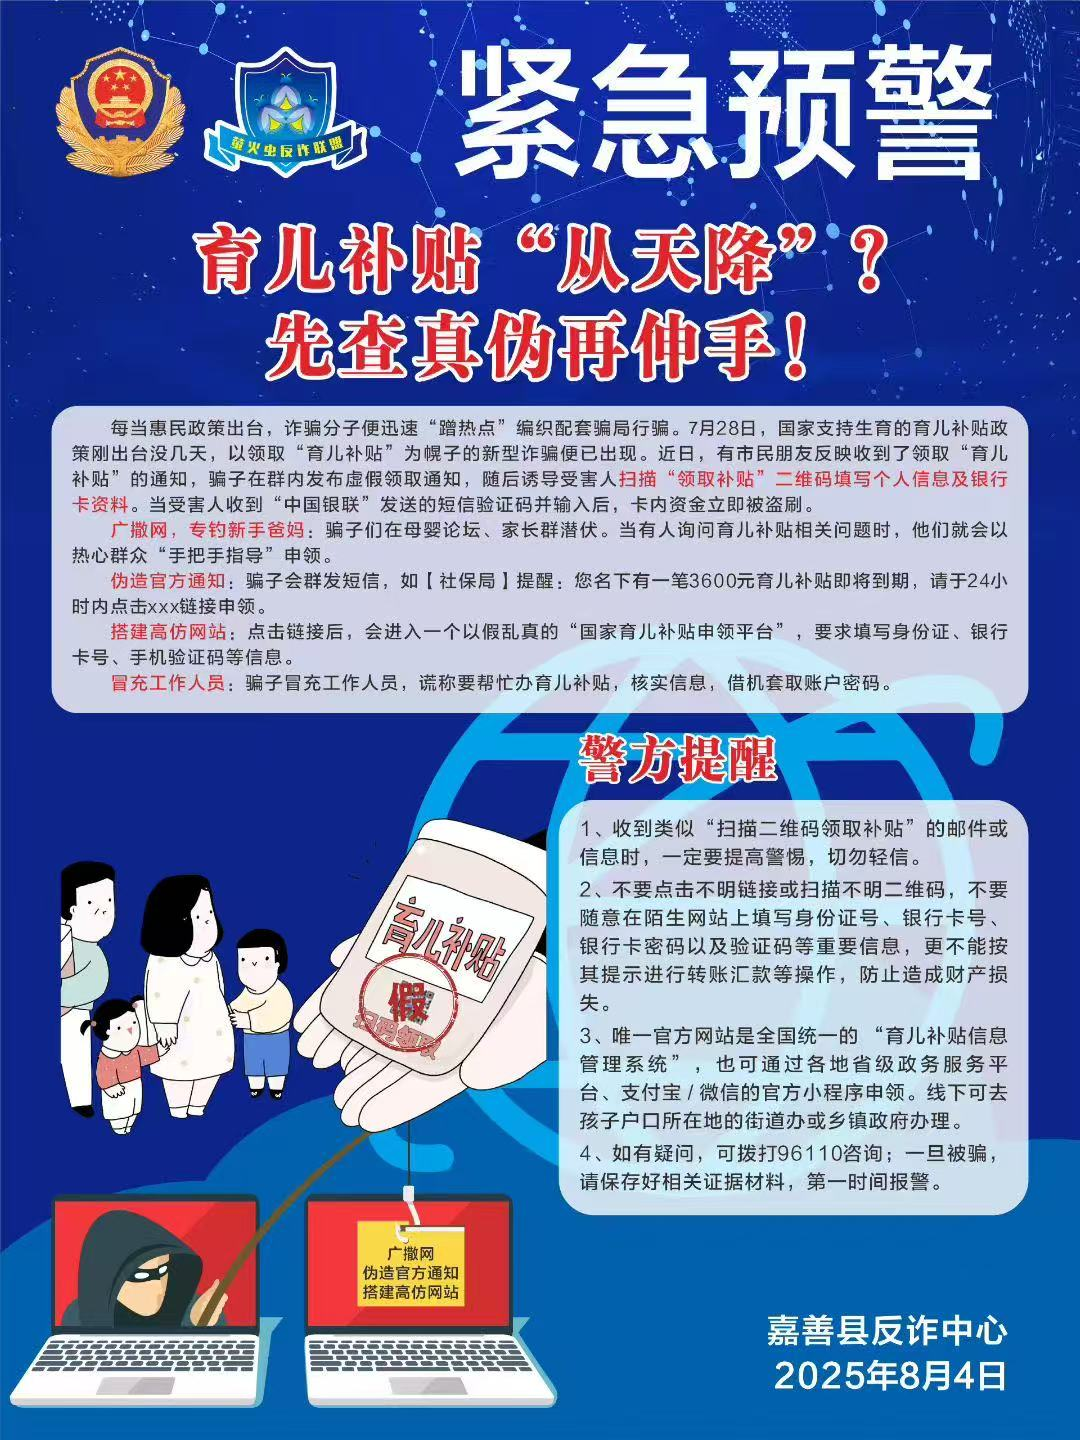 萤火虫反诈联盟
紧急预警
育儿补贴“从天降”？
先查真伪再伸手！
每当惠民政策出台，诈骗分子便迅速“蹭热点”编织配套骗局行骗。7月28日，国家支持生育的育儿补贴政
策刚出台没几天，以领取“育儿补贴”为幌子的新型诈骗便已出现。近日，有市民朋友反映收到了领取“育儿
补贴”的通知，骗子在群内发布虚假领取通知，随后诱导受害人扫描“领取补贴”二维码填写个人信息及银行
卡资料。当受害人收到“中国银联”发送的短信验证码并输入后，卡内资金立即被盗刷。
广撒网，专钓新手爸妈：骗子们在母婴论坛、家长群潜伏。当有人询问育儿补贴相关问题时，他们就会以
热心群众“手把手指导”申领。
伪造官方通知：骗子会群发短信，如【社保局】提醒：您名下有一笔3600元育儿补贴即将到期，请于24小
时内点击xxx链接申领。
搭建高仿网站：点击链接后，会进入一个以假乱真的“国家育儿补贴申领平台”，要求填写身份证、银行
卡号、手机验证码等信息。
冒充工作人员：骗子冒充工作人员，谎称要帮忙办育儿补贴，核实信息，借机套取账户密码。
警方提醒
1、收到类似“扫描二维码领取补贴”的邮件或
信息时，一定要提高警惕，切勿轻信。
2、不要点击不明链接或扫描不明二维码，不要
随意在陌生网站上填写身份证号、银行卡号、
银行卡密码以及验证码等重要信息，更不能按
其提示进行转账汇款等操作，防止造成财产损
失。
3、唯一官方网站是全国统一的 “育儿补贴信息
管理系统” ，也可通过各地省级政务服务平
台、支付宝 / 微信的官方小程序申领。线下可去
孩子户口所在地的街道办或乡镇政府办理。
4、如有疑问，可拨打96110咨询；一旦被骗，
请保存好相关证据材料，第一时间报警。
育儿补贴
假
扫码领取
广撒网
伪造官方通知
搭建高仿网站
嘉善县反诈中心
2025年8月4日